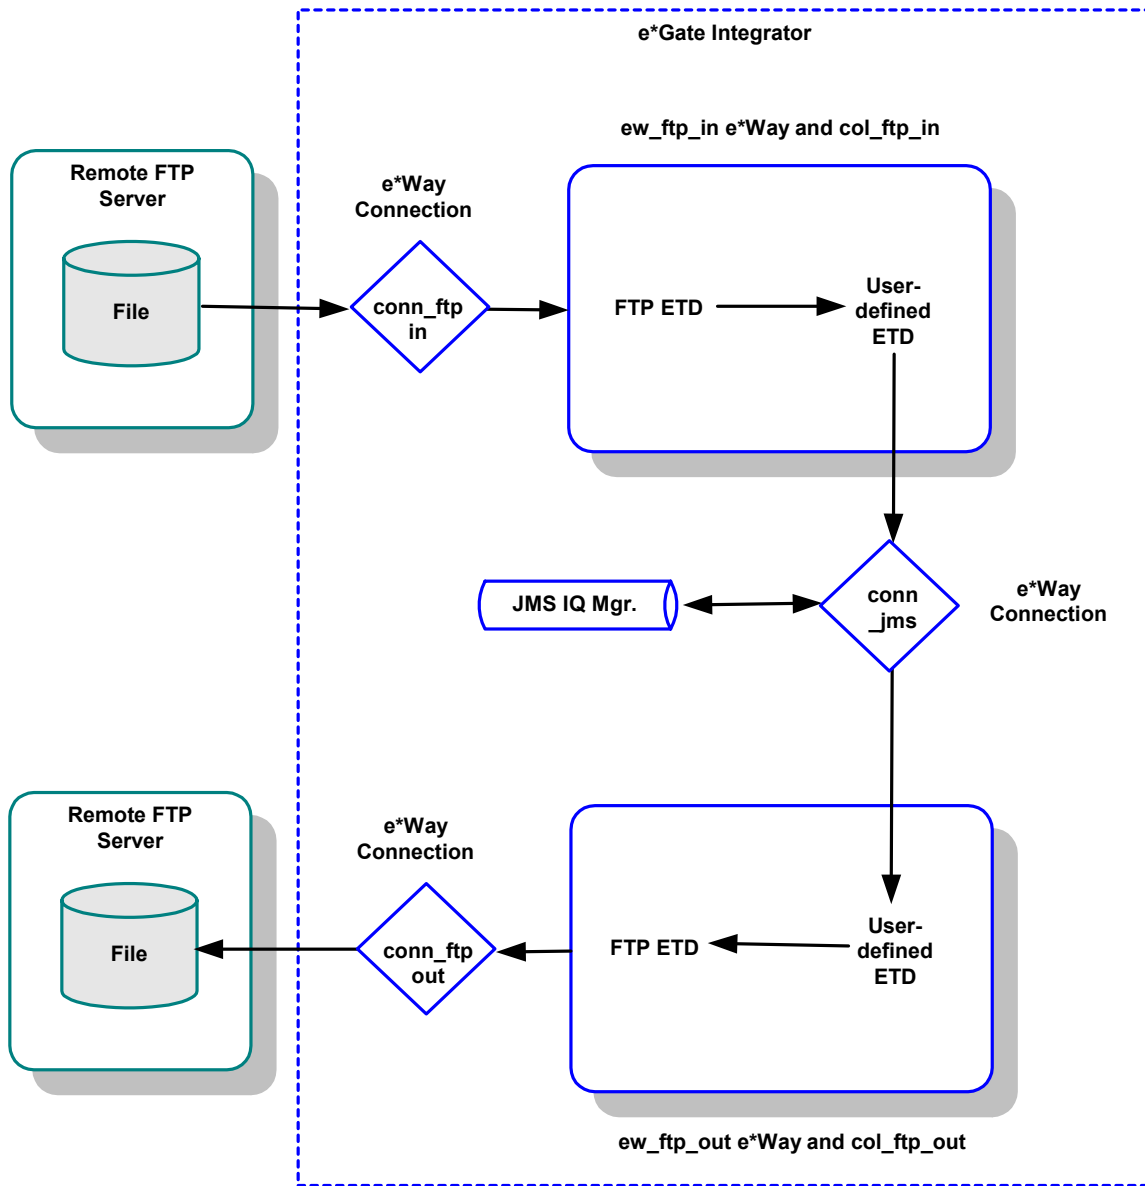 e*Gate Integrator
ew_ftp_in e*Way and col_ftp_in
Remote FTP
Server
File
e*Way
Connection
conn_ftp
in
FTP ETD
User-
defined
ETD
JMS IQ Mgr.
conn
_jms
e*Way
Connection
Remote FTP
Server
File
e*Way
Connection
conn_ftp
out
FTP ETD
User-
defined
ETD
ew_ftp_out e*Way and col_ftp_out